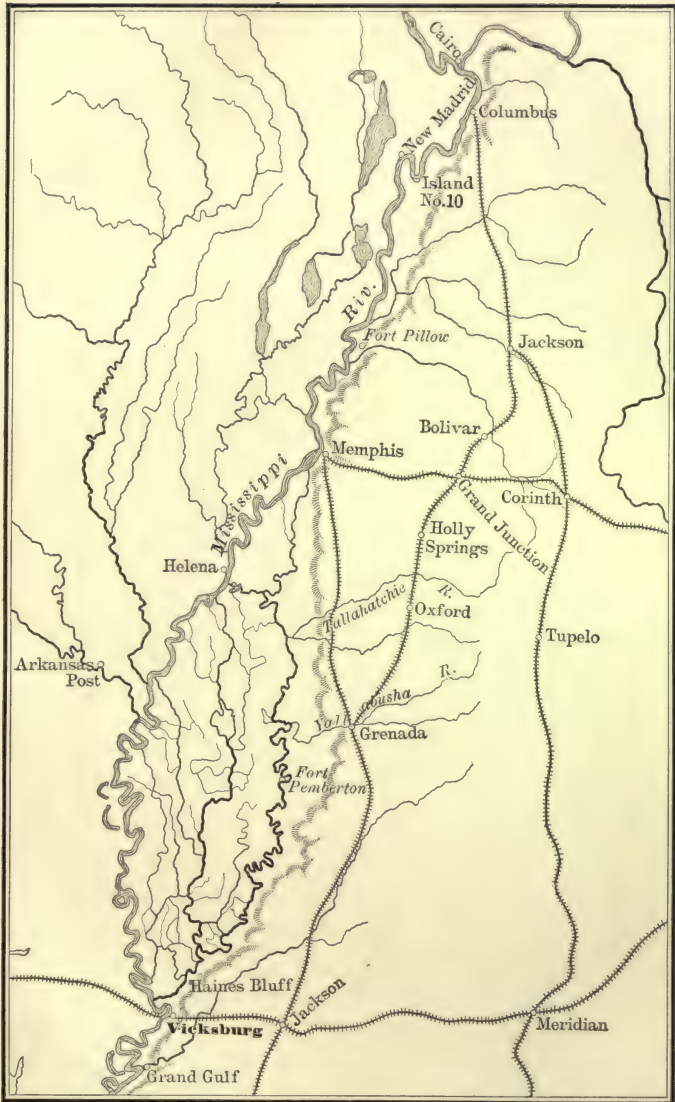 Cairo
Columbus
New Madrid
Island
No.10
Riv.
Fort Pillow
Jackson
Bolivar
Memphis
Mississippi
Grand Junction
Corinth
Holly
Springs
Helena
Tallahatchie R.
Oxford
Tupelo
Arkansas
Post
Yallabusha R.
Grenada
Fort
Pemberton
Haines Bluff
Vicksburg
Jackson
Meridian
Grand Gulf